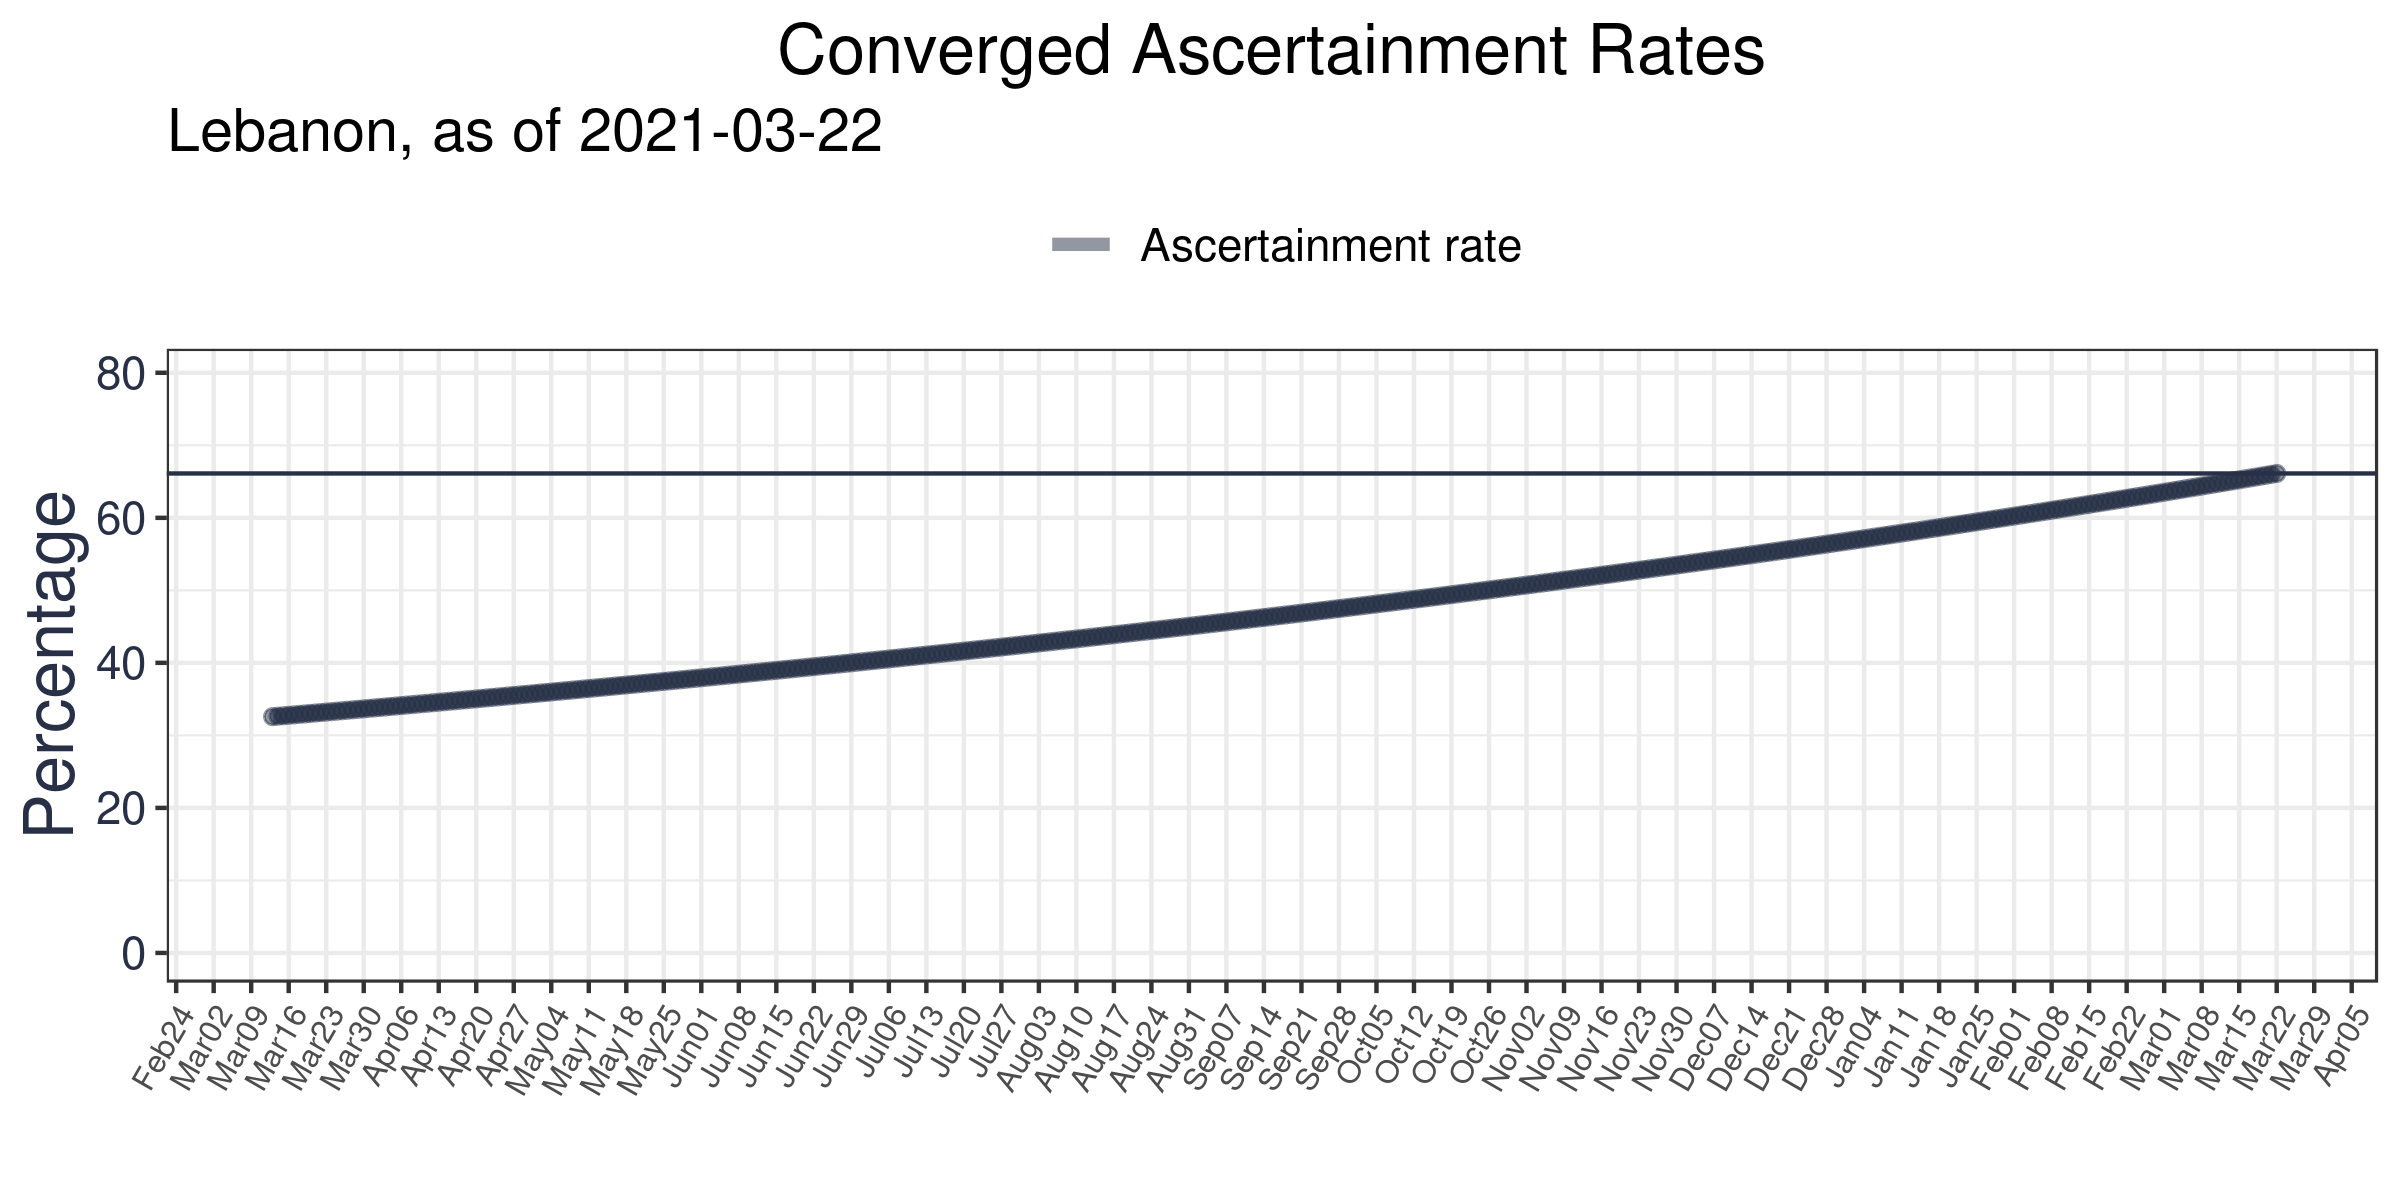 Converged Ascertainment Rates
Lebanon, as of 2021-03-22
Ascertainment rate
Percentage
80
60
40
20
0
Feb24 Mar02 Mar09 Mar16 Mar23 Mar30 Apr06 Apr13 Apr20 Apr27 May04 May11 May18 May25 Jun01 Jun08 Jun15 Jun22 Jun29 Jul06 Jul13 Jul20 Jul27 Aug03 Aug10 Aug17 Aug24 Aug31 Sep07 Sep14 Sep21 Sep28 Oct05 Oct12 Oct19 Oct26 Nov02 Nov09 Nov16 Nov23 Nov30 Dec07 Dec14 Dec21 Dec28 Jan04 Jan11 Jan18 Jan25 Feb01 Feb08 Feb15 Feb22 Mar01 Mar08 Mar15 Mar22 Mar29 Apr05